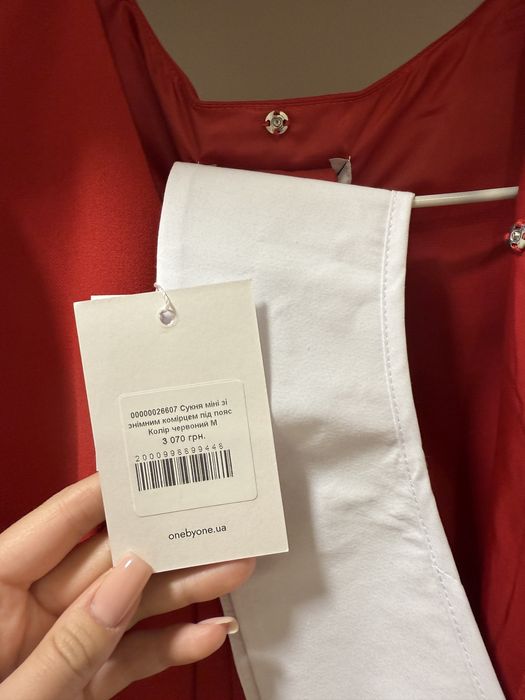 00000026607 Сукня міні зі
знімним комірцем під пояс
Колір червоний M
3 070 грн.
2000998899448
onebyone.ua